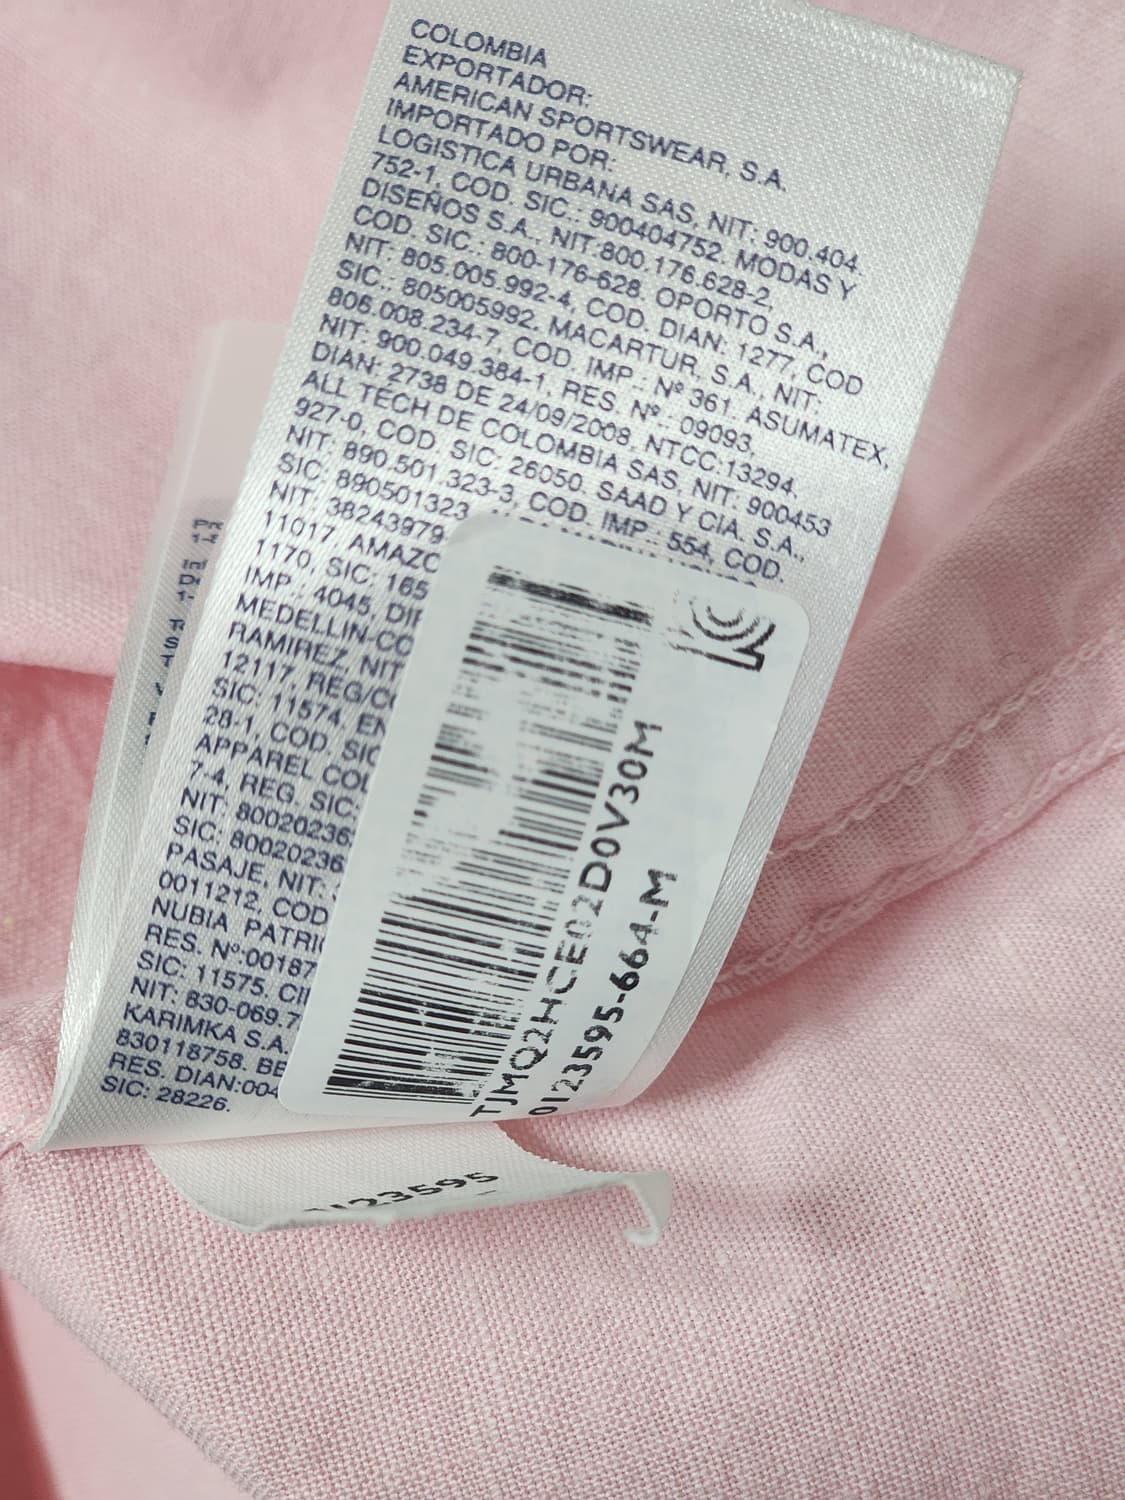 COLOMBIA
EXPORTADOR:
AMERICAN SPORTSWEAR, S.A.
IMPORTADO POR:
LOGISTICA URBANA SAS, NIT: 900.404.
752-1, COD. SIC.: 900404752. MODAS Y
DISEÑOS S.A., NIT:800.176.628-2,
COD. SIC.: 800-176-628. OPORTO S.A.,
NIT: 805.005.992-4, COD. DIAN: 1277, COD
SIC.: 805005992. MACARTUR, S.A., NIT:
806.008.234-7, COD. IMP.: Nº 361. ASUMATEX,
NIT: 900.049.384-1, RES. Nº.: 09093,
DIAN: 2738 DE 24/09/2008, NTCC:13294.
ALL TECH DE COLOMBIA SAS, NIT: 900453
927-0, COD. SIC: 26050. SAAD Y CIA. S.A.,
NIT: 890.501.323-3, COD. IMP.: 554, COD.
SIC: 890501323.
NIT: 38243979
11017. AMAZO
1170, SIC: 165
IMP.: 4045, DI
MEDELLIN-CO
RAMIREZ, NIT
12117, REG/C
SIC: 11574. EN
28-1, COD. SIC
APPAREL COL
7-4, REG. SIC:
NIT: 80020236
SIC: 80020236
PASAJE, NIT:
0011212, COD
NUBIA PATRI
RES. Nº:00187
SIC: 11575. CI
NIT: 830-069.7
KARIMKA S.A.
830118758. BE
RES. DIAN:004
SIC: 28226.
TJMQ2HCE02D0V30M
0123595-664-M
123595